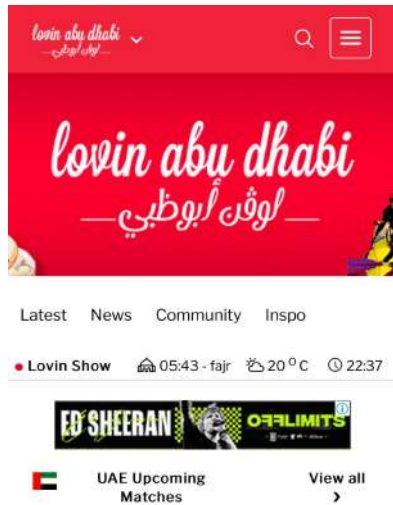 lovin abu dhabi
لوڤن أبوظبي
lovin abu dhabi
لوڤن أبوظبي
Latest News Community Inspo
Lovin Show 05:43 - fajr 20 ⁰ C 22:37
ED SHEERAN OFFLIMITS
UAE Upcoming Matches View all